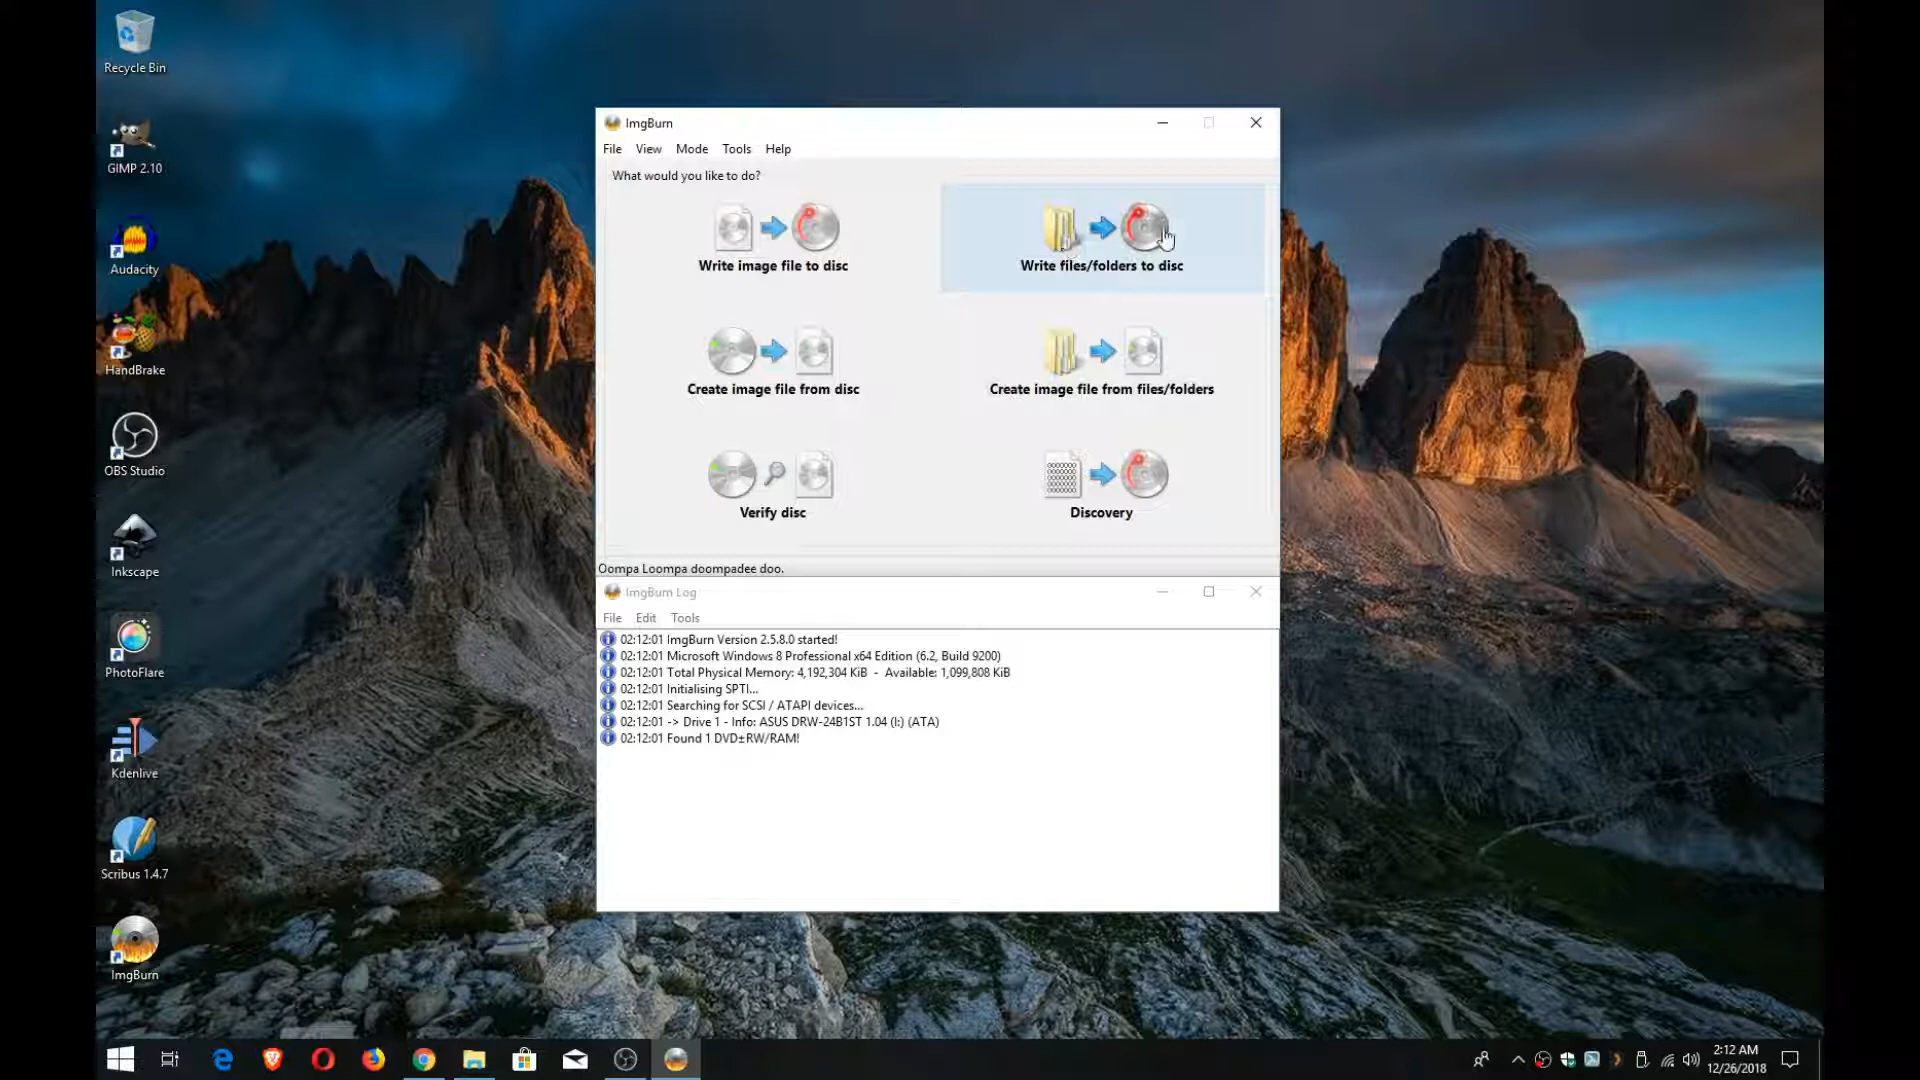 Recycle Bin
GIMP 2.10
Audacity
HandBrake
OBS Studio
Inkscape
PhotoFlare
Kdenlive
Scribus 1.4.7
ImgBurn
ImgBurn
File View Mode Tools Help
What would you like to do?
Write image file to disc
Write files/folders to disc
Create image file from disc
Create image file from files/folders
Verify disc
Discovery
Oompa Loompa doompadee doo.
ImgBurn Log
File Edit Tools
02:12:01 ImgBurn Version 2.5.8.0 started!
02:12:01 Microsoft Windows 8 Professional x64 Edition (6.2, Build 9200)
02:12:01 Total Physical Memory: 4,192,304 KiB - Available: 1,099,808 KiB
02:12:01 Initialising SPTI...
02:12:01 Searching for SCSI / ATAPI devices...
02:12:01 -> Drive 1 - Info: ASUS DRW-24B1ST 1.04 (I:) (ATA)
02:12:01 Found 1 DVD±RW/RAM!
2:12 AM
12/26/2018